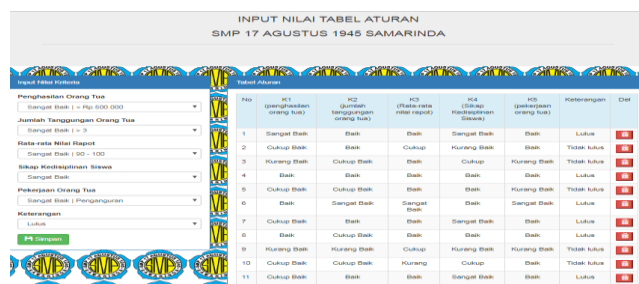 INPUT NILAI TABEL ATURAN
SMP 17 AGUSTUS 1945 SAMARINDA
Input Nilai Kriteria
Penghasilan Orang Tua
Sangat Baik | = Rp 500.000
Jumlah Tanggungan Orang Tua
Sangat Baik | = 3
Rata-rata Nilai Rapot
Sangat Baik | 90 - 100
Sikap Kedisiplinan Siswa
Sangat Baik
Pekerjaan Orang Tua
Sangat Baik | Penganguran
Keterangan
Lulus
Simpan
Tabel Aturan
No K1 (penghasilan orang tua) K2 (jumlah tanggungan orang tua) K3 (Rata-rata nilai rapot) K4 (Sikap Kedisiplinan Siswa) K5 (pekerjaan orang tua) Keterangan Del
1 Sangat Baik Baik Baik Sangat Baik Baik Lulus
2 Cukup Baik Baik Cukup Kurang Baik Baik Tidak lulus
3 Kurang Baik Cukup Baik Baik Cukup Kurang Baik Tidak lulus
4 Baik Baik Baik Baik Baik Lulus
5 Cukup Baik Cukup Baik Baik Baik Kurang Baik Tidak lulus
6 Baik Sangat Baik Sangat Baik Baik Sangat Baik Lulus
7 Cukup Baik Baik Baik Sangat Baik Baik Lulus
8 Baik Cukup Baik Baik Baik Baik Lulus
9 Kurang Baik Kurang Baik Cukup Kurang Baik Kurang Baik Tidak lulus
10 Cukup Baik Cukup Baik Kurang Cukup Baik Tidak lulus
11 Cukup Baik Baik Baik Sangat Baik Baik Lulus